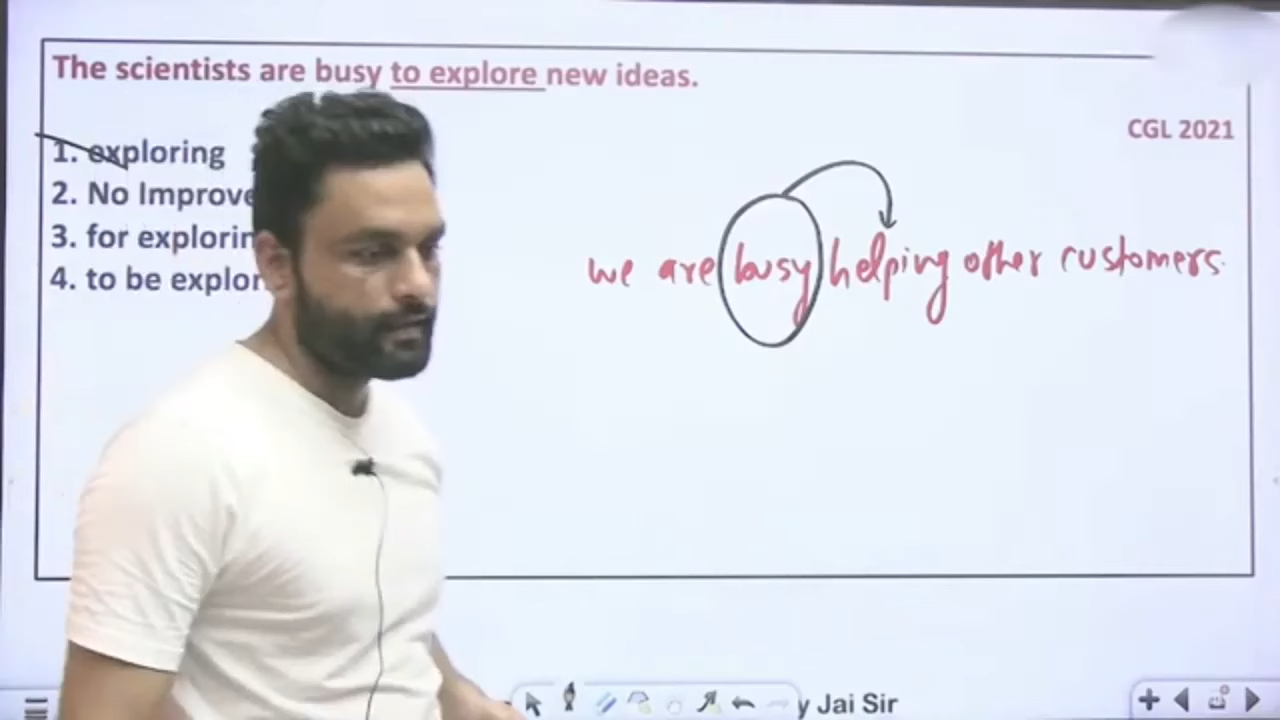 The scientists are busy to explore new ideas.
CGL 2021
1. exploring
2. No Improve
3. for explorin
4. to be explor
we are busy helping other customers.
y Jai Sir